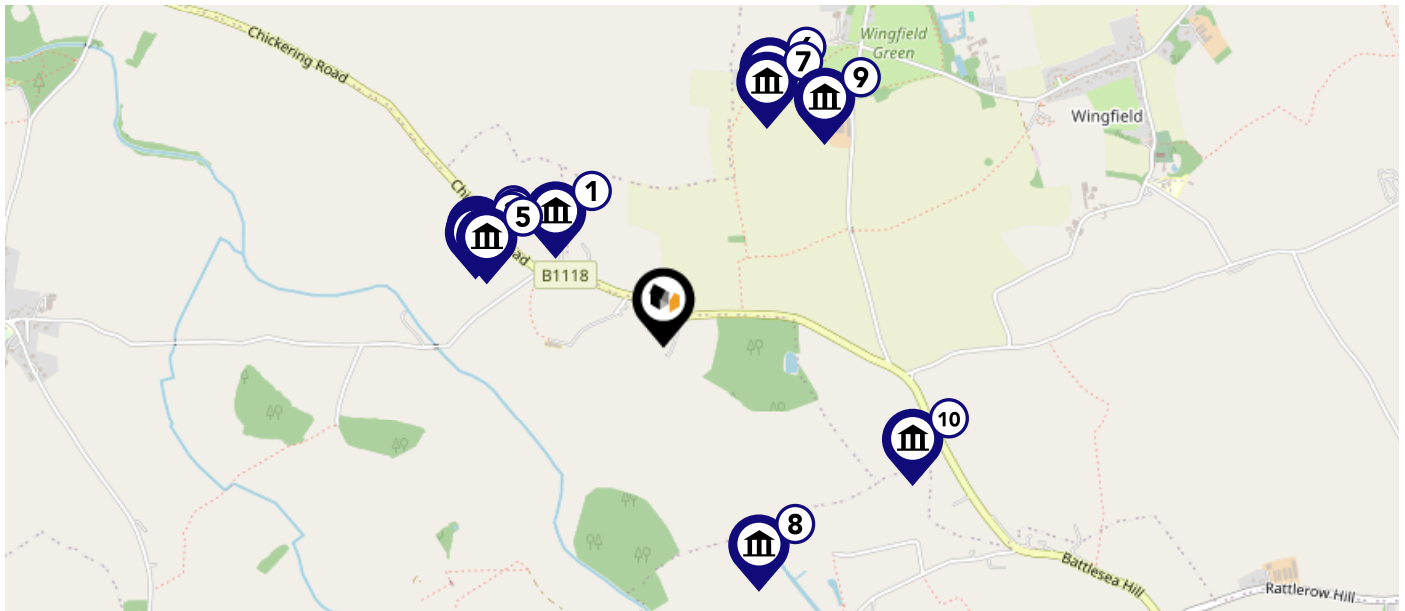 Chickering Road
Wingfield
Green
7
9
Wingfield
1
5
B1118
10
8
Battlesea Hill
Rattlerow Hill